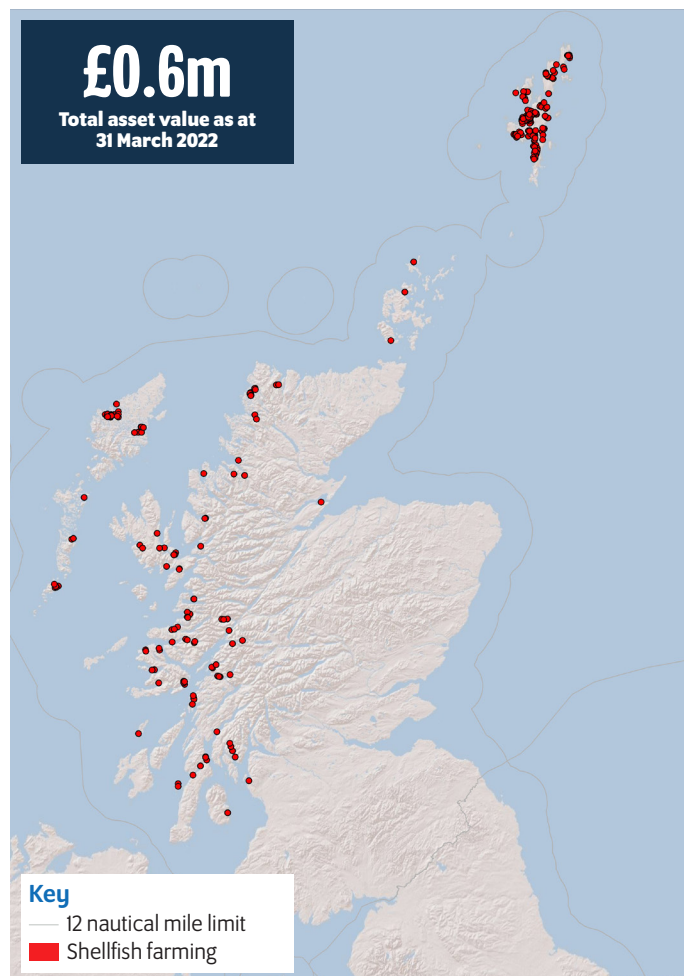 £0.6m
Total asset value as at
31 March 2022
Key
12 nautical mile limit
Shellfish farming